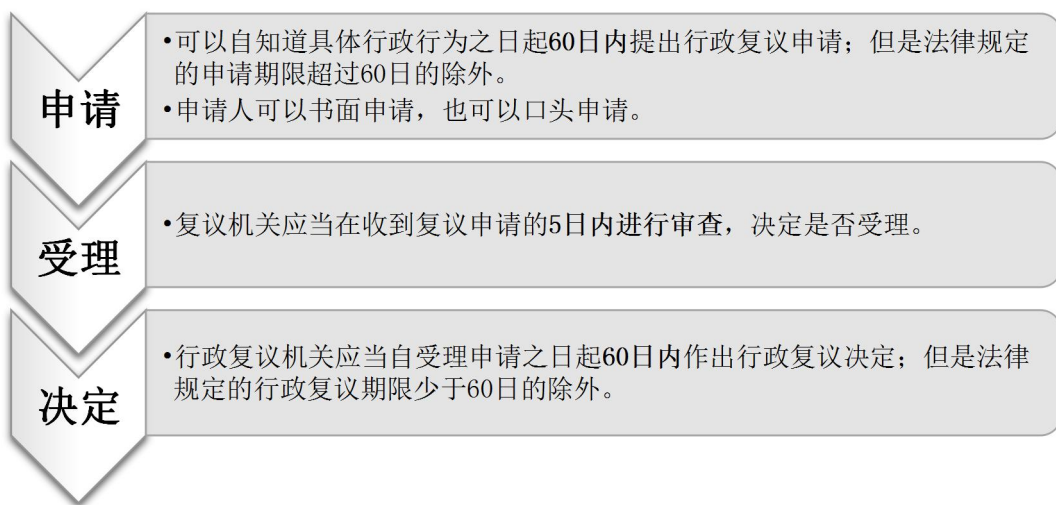 申请
•可以自知道具体行政行为之日起60日内提出行政复议申请；但是法律规定
的申请期限超过60日的除外。
•申请人可以书面申请，也可以口头申请。
受理
•复议机关应当在收到复议申请的5日内进行审查，决定是否受理。
决定
•行政复议机关应当自受理申请之日起60日内作出行政复议决定；但是法律
规定的行政复议期限少于60日的除外。